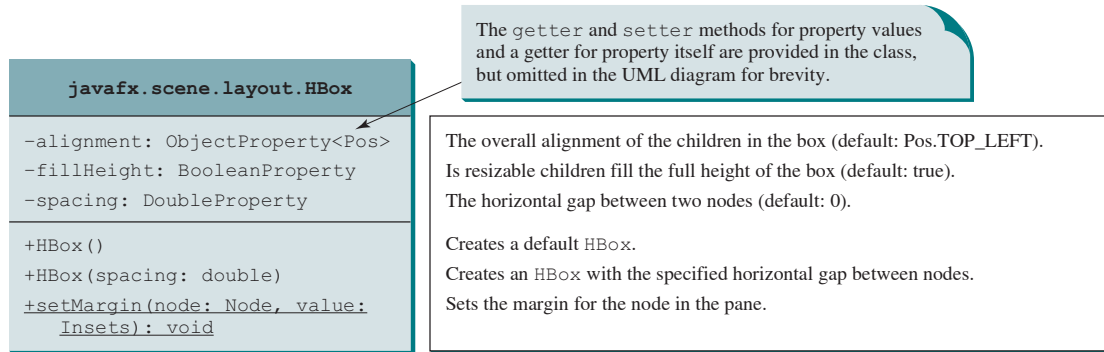 The getter and setter methods for property values
and a getter for property itself are provided in the class,
but omitted in the UML diagram for brevity.
javafx.scene.layout.HBox
-alignment: ObjectProperty<Pos>
-fillHeight: BooleanProperty
-spacing: DoubleProperty
+HBox()
+HBox(spacing: double)
+setMargin(node: Node, value:
Insets): void
The overall alignment of the children in the box (default: Pos.TOP_LEFT).
Is resizable children fill the full height of the box (default: true).
The horizontal gap between two nodes (default: 0).
Creates a default HBox.
Creates an HBox with the specified horizontal gap between nodes.
Sets the margin for the node in the pane.